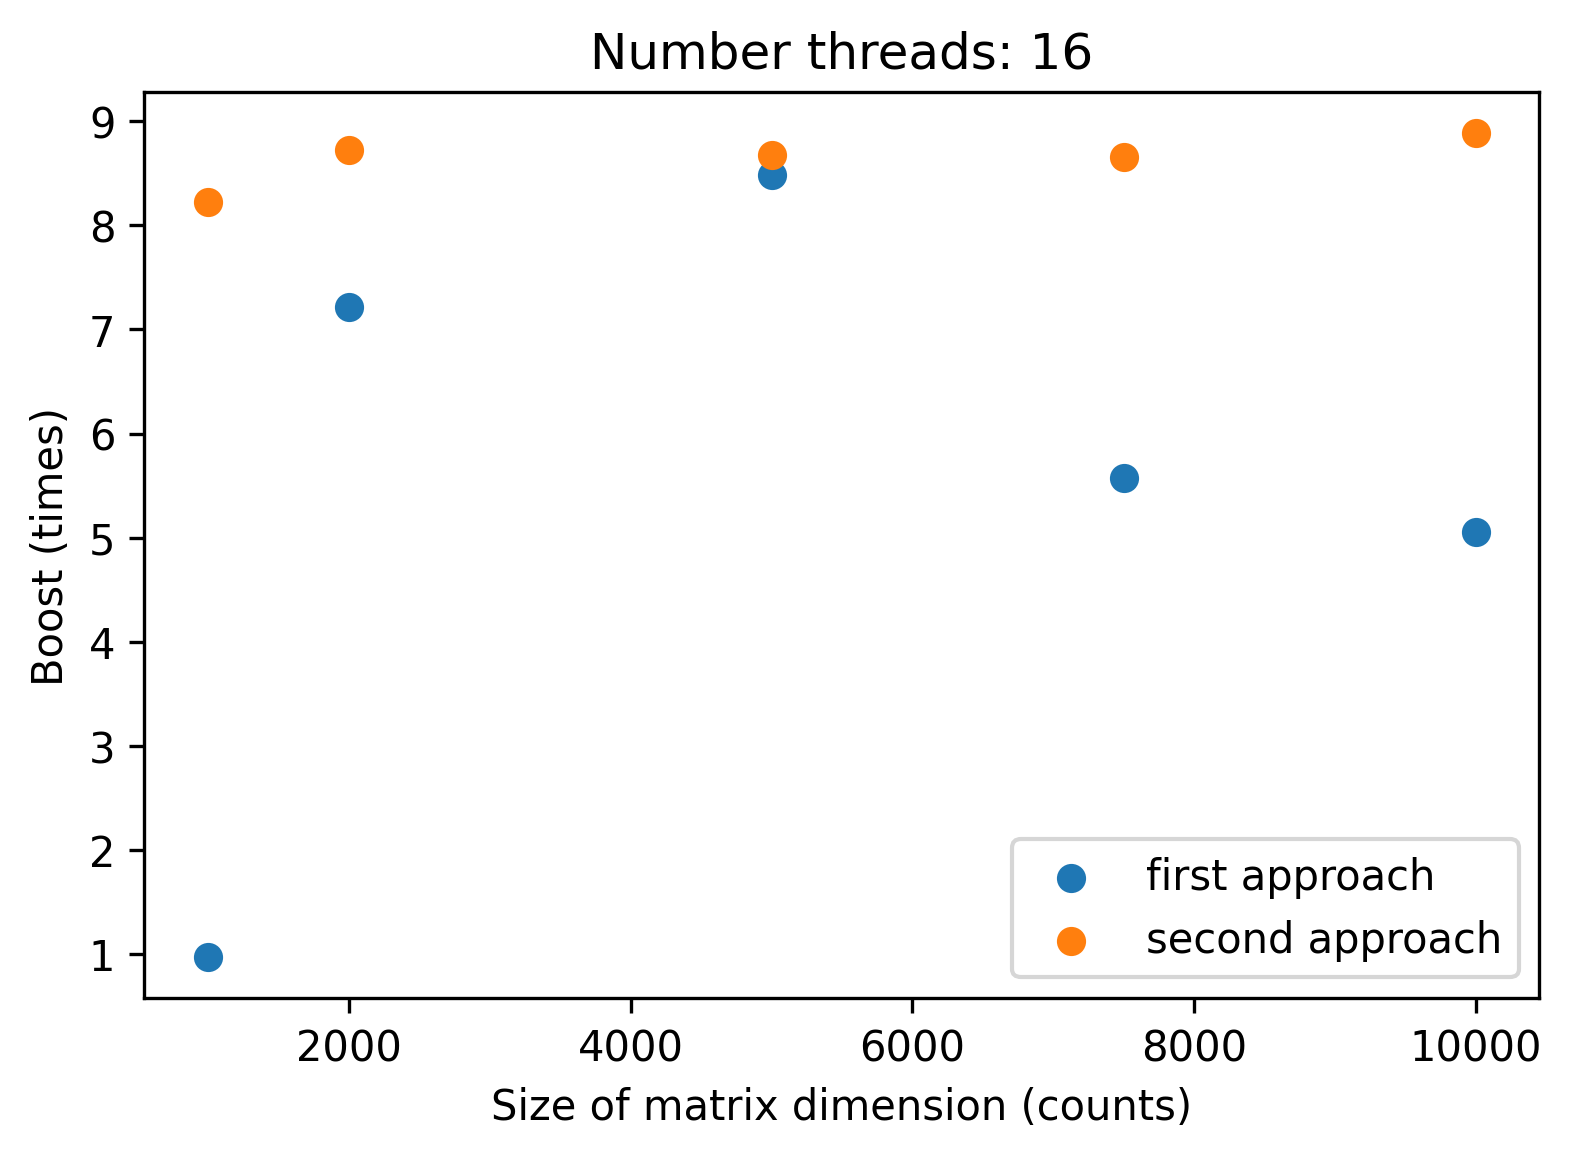 Number threads: 16
9
8
7
6
5
4
3
2
1
Boost (times)
first approach
second approach
2000 4000 6000 8000 10000
Size of matrix dimension (counts)